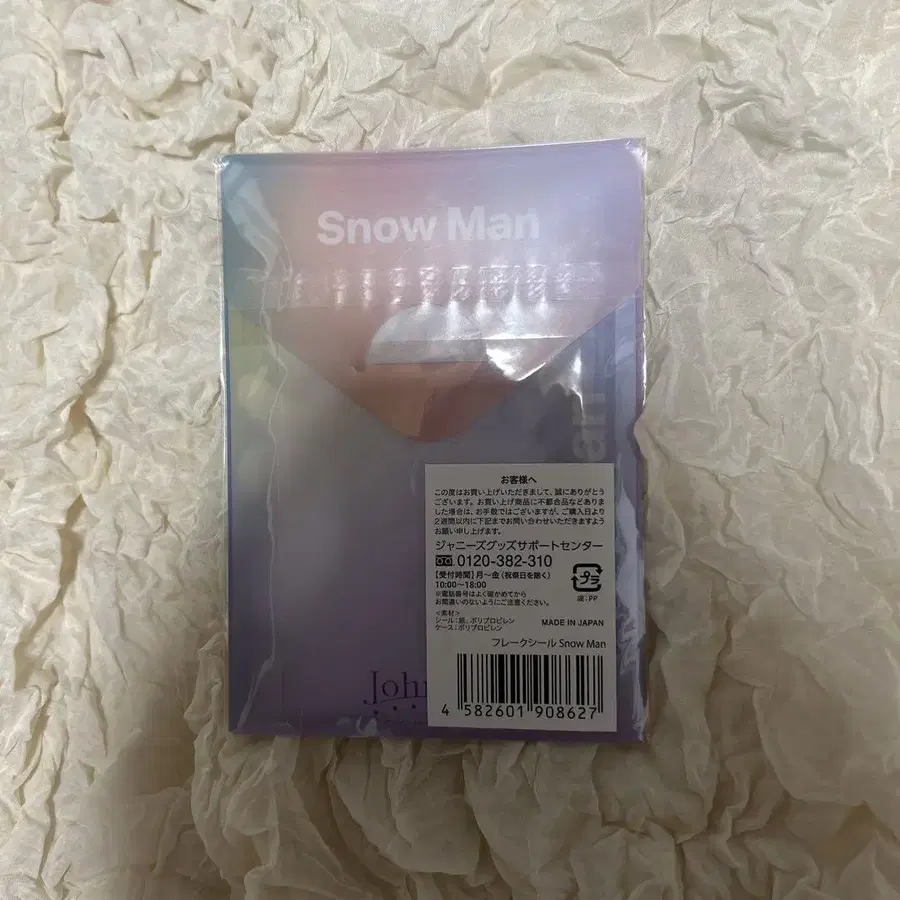 Snow Man
an
お客様へ
この度はお買い上げいただきまして、誠にありがとう
ございます。お買い上げ商品に不都合品などありま
した場合は、お手数ではございますが、ご購入日より
2週間以内に下記までお問い合わせいただきますよう
お願い申し上げます。
ジャニーズグッズサポートセンター
0120-382-310
【受付時間】月〜金（祝祭日を除く）
10:00〜18:00
※電話番号はよく確かめてから
お間違いのないようにご注意ください。
プラ
袋:PP
<素材>
シール:紙、ポリプロピレン
ケース:ポリプロピレン
MADE IN JAPAN
フレークシール Snow Man
John
4 582601 908627